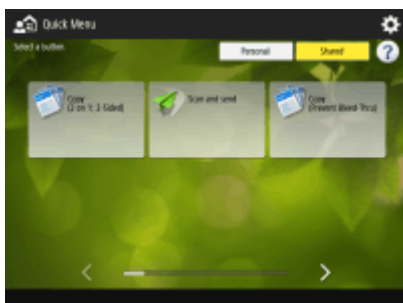 Quick Menu
Select a button.
Personal
Shared
?
Copy
(2 on 1: 2-Sided)
Scan and send
Copy
(Prevent Bleed-Thru)